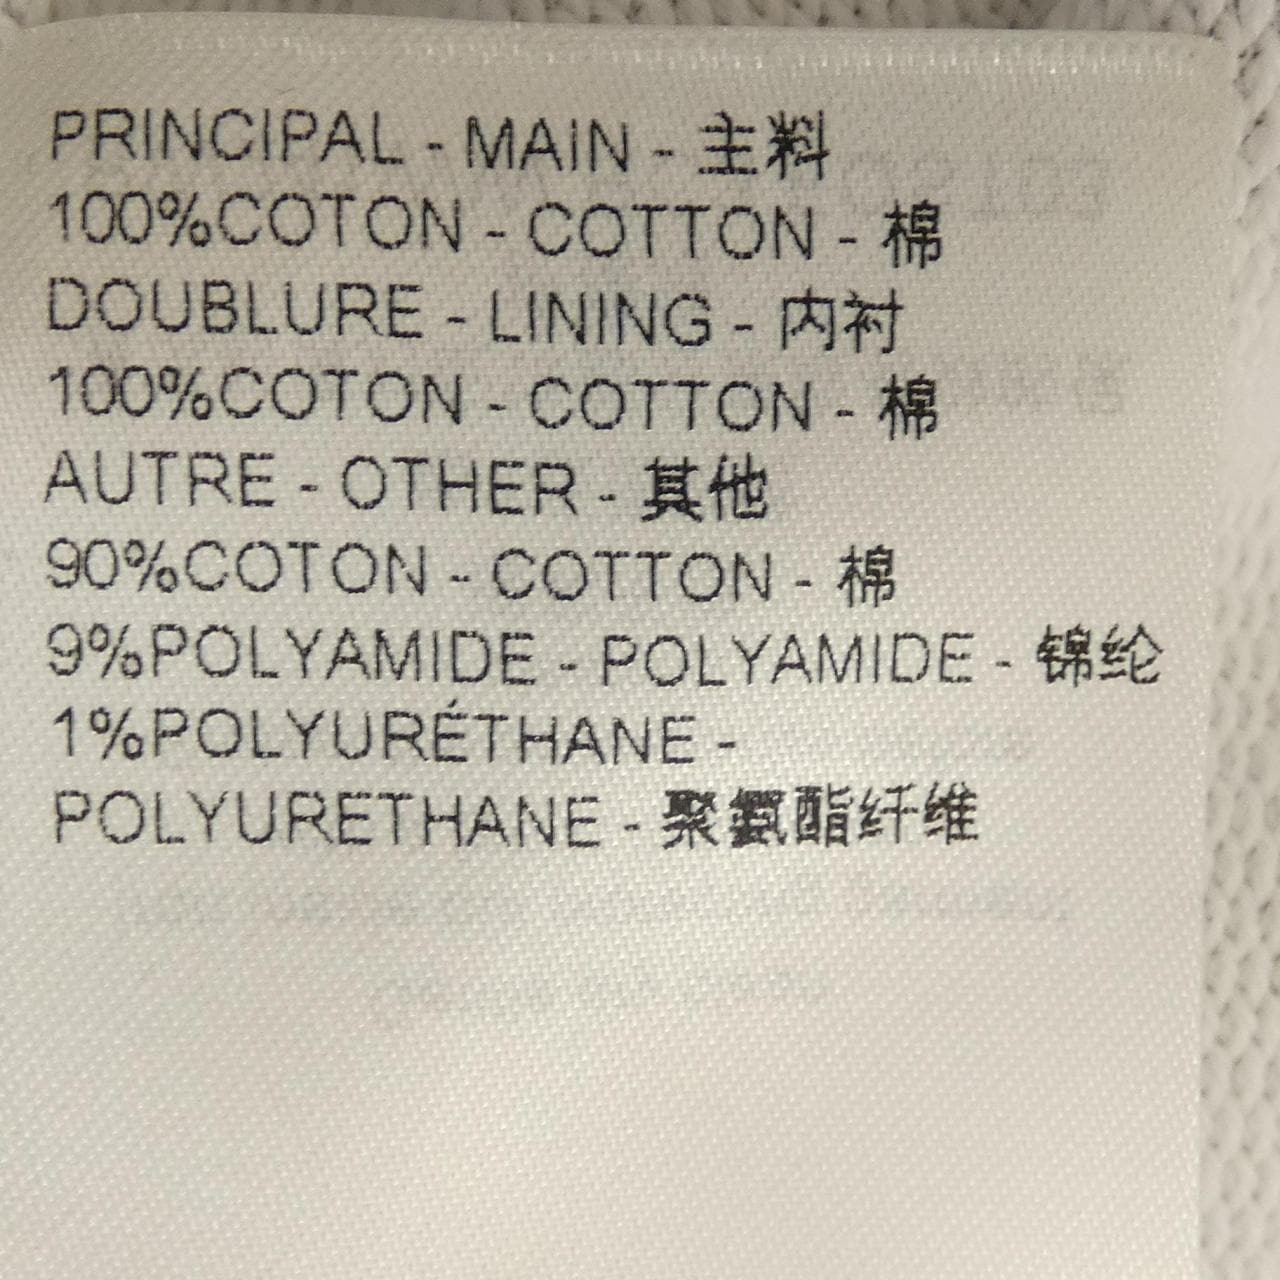 PRINCIPAL - MAIN - 主料
100%COTON - COTTON - 棉
DOUBLURE - LINING - 内衬
100%COTON - COTTON - 棉
AUTRE - OTHER - 其他
90%COTON - COTTON - 棉
9%POLYAMIDE - POLYAMIDE - 锦纶
1%POLYURÉTHANE -
POLYURETHANE - 聚氨酯纤维